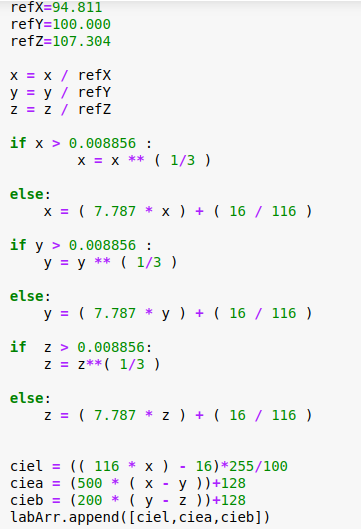 refX=94.811
refY=100.000
refZ=107.304
x = x / refX
y = y / refY
z = z / refZ
if x > 0.008856 :
        x = x ** ( 1/3 )
else:
    x = ( 7.787 * x ) + ( 16 / 116 )
if y > 0.008856 :
    y = y ** ( 1/3 )
else:
    y = ( 7.787 * y ) + ( 16 / 116 )
if  z > 0.008856:
    z = z**( 1/3 )
else:
    z = ( 7.787 * z ) + ( 16 / 116 )
ciel = (( 116 * x ) - 16)*255/100
ciea = (500 * ( x - y ))+128
cieb = (200 * ( y - z ))+128
labArr.append([ciel,ciea,cieb])